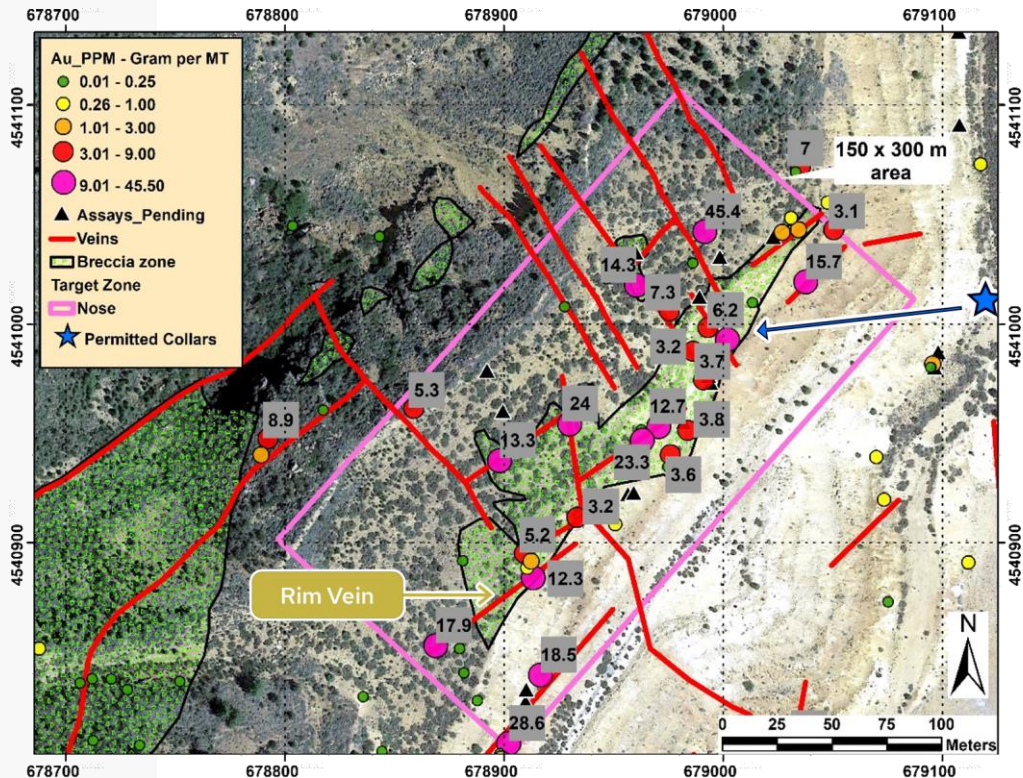 678700 678800 678900 679000 679100
Au_PPM - Gram per MT
0.01 - 0.25
0.26 - 1.00
1.01 - 3.00
3.01 - 9.00
9.01 - 45.50
Assays_Pending
Veins
Breccia zone
Target Zone
Nose
Permitted Collars
4541100
4541100
7
150 x 300 m
area
45.4
3.1
14.3
15.7
7.3
6.2
4541000
4541000
3.2
3.7
5.3
24
12.7
3.8
8.9
13.3
23.3
3.6
3.2
5.2
4540900
4540900
12.3
Rim Vein
17.9
18.5
28.6
N
0 25 50 75 100
Meters
678700 678800 678900 679000 679100